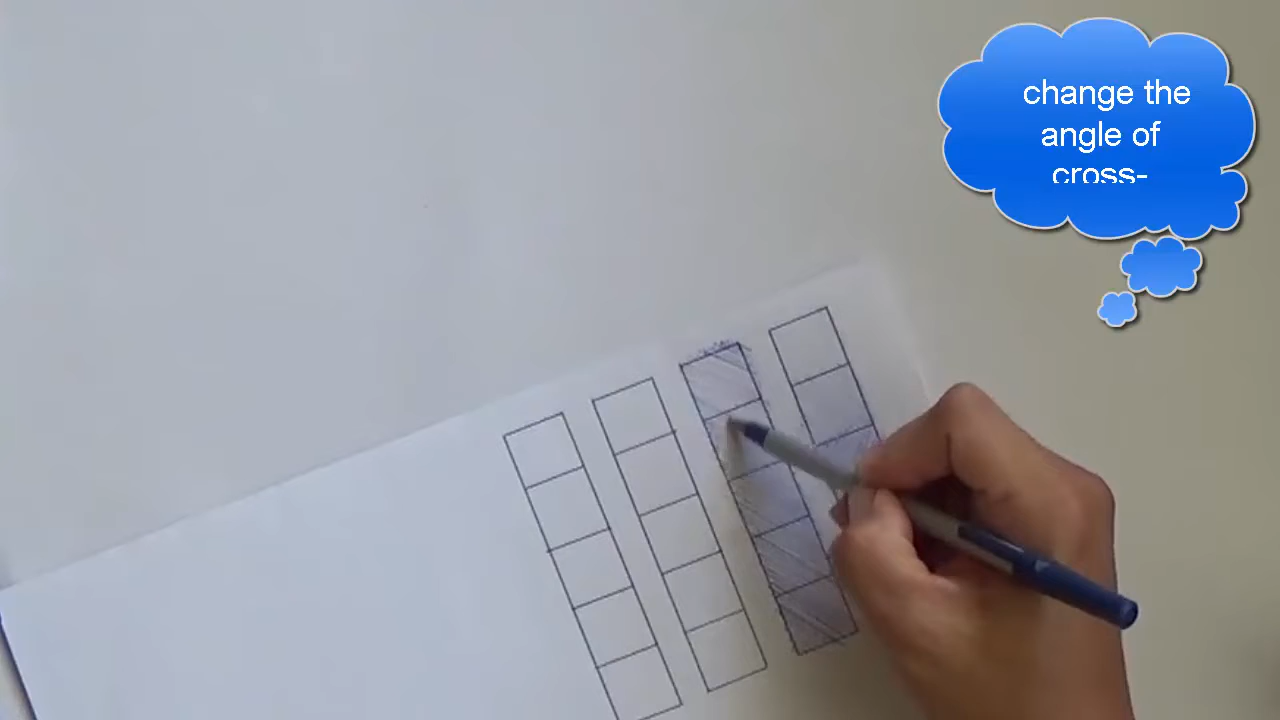 change the
angle of
cross-